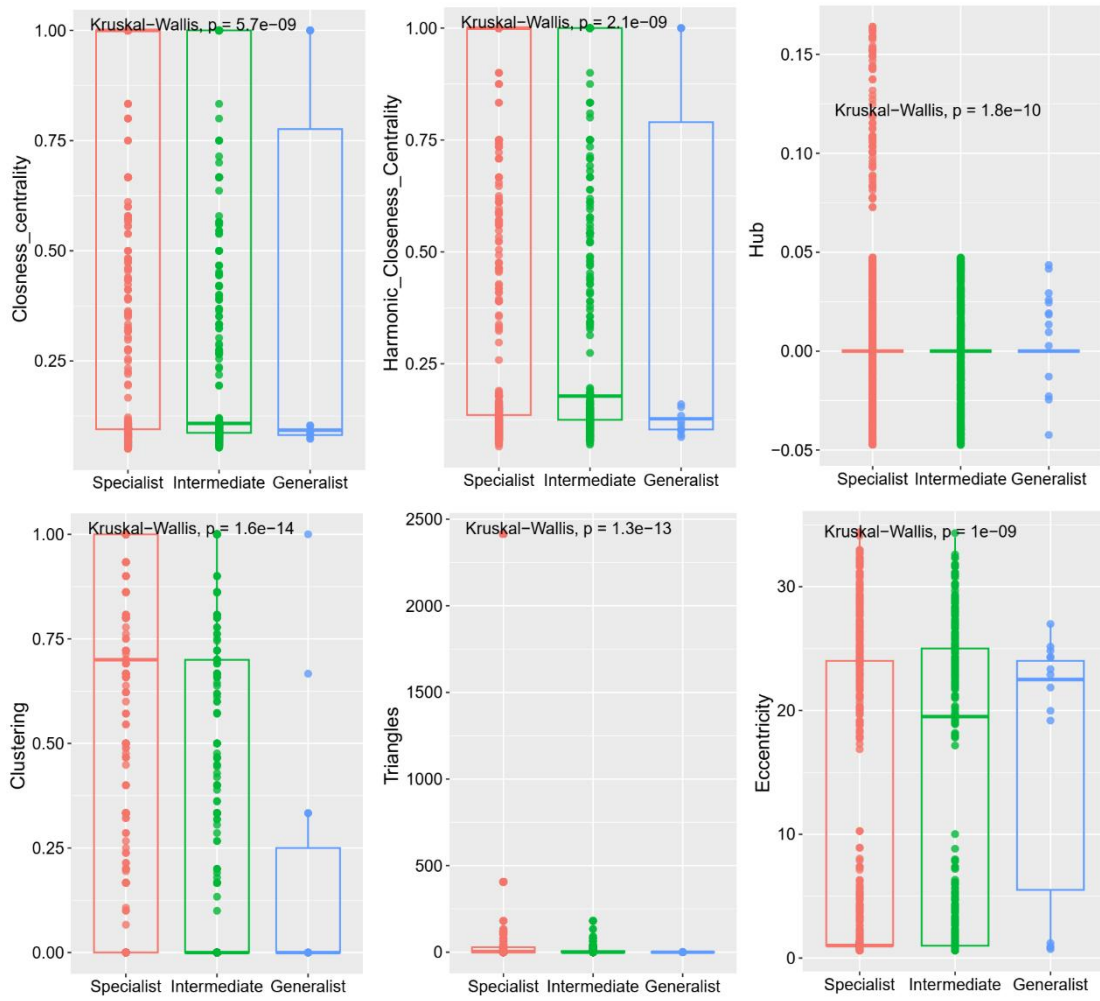 Kruskal-Wallis, p = 5.7e-09
1.00
0.75
0.50
0.25
Closness_centrality
Specialist Intermediate Generalist
Kruskal-Wallis, p = 2.1e-09
1.00
0.75
0.50
0.25
Harmonic_Closeness_Centrality
Specialist Intermediate Generalist
Kruskal-Wallis, p = 1.8e-10
0.15
0.10
0.05
0.00
-0.05
Hub
Specialist Intermediate Generalist
Kruskal-Wallis, p = 1.6e-14
1.00
0.75
0.50
0.25
0.00
Clustering
Specialist Intermediate Generalist
Kruskal-Wallis, p = 1.3e-13
2500
2000
1500
1000
500
0
Triangles
Specialist Intermediate Generalist
Kruskal-Wallis, p = 1e-09
30
20
10
0
Eccentricity
Specialist Intermediate Generalist